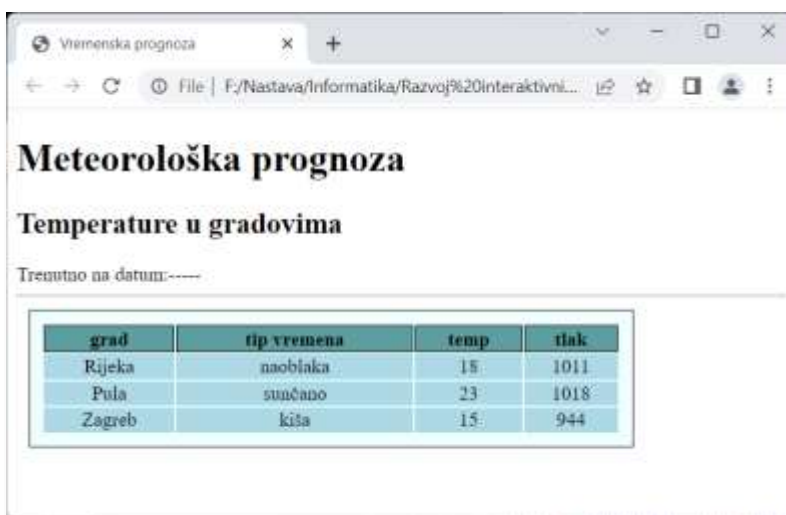 Vremenska prognoza
File | F:/Nastava/Informatika/Razvoj%20interaktivni...
Meteorološka prognoza
Temperature u gradovima
Trenutno na datum:-----
grad tip vremena temp tlak
Rijeka naoblaka 18 1011
Pula sunčano 23 1018
Zagreb kiša 15 944